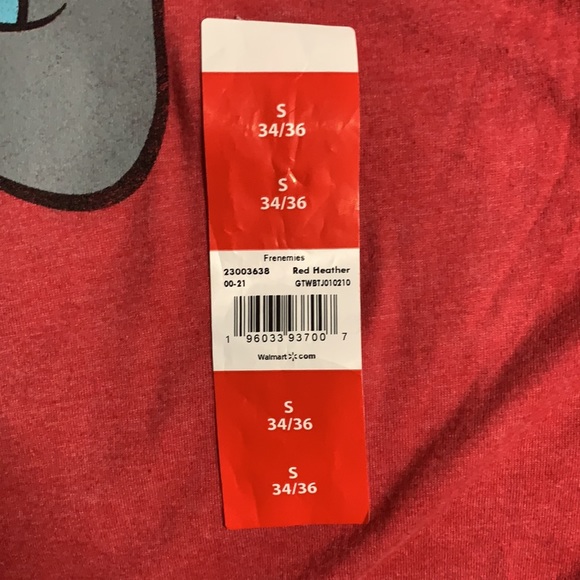 S
34/36
S
34/36
Frenemies
23003638 Red Heather
00-21 GTWBTJ010210
1 96033 93700 7
Walmart.com
S
34/36
S
34/36